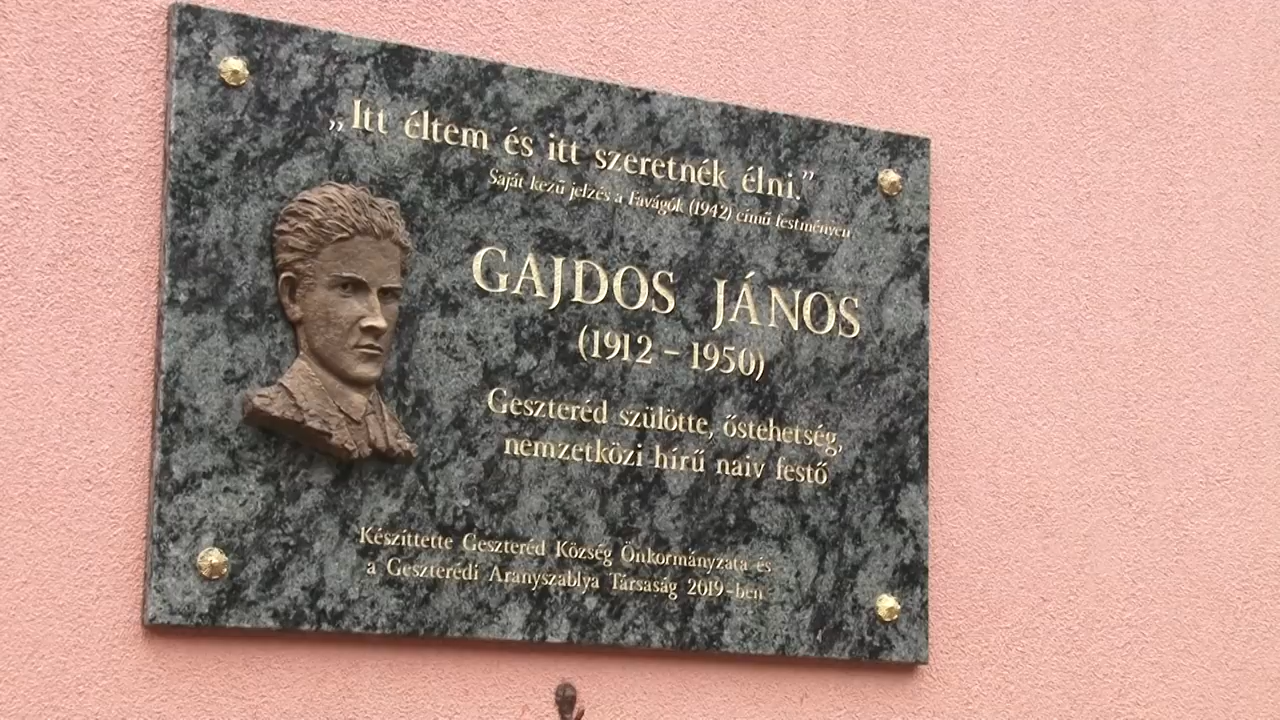 „Itt éltem és itt szeretnék élni.”
Saját kezű jelzés a Favágók (1942) című festményen.
GAJDOS JÁNOS
(1912 – 1950)
Geszteréd szülötte, őstehetség,
nemzetközi hírű naiv festő
Készíttette Geszteréd Község Önkormányzata és
a Geszterédi Aranyszablya Társaság 2019-ben